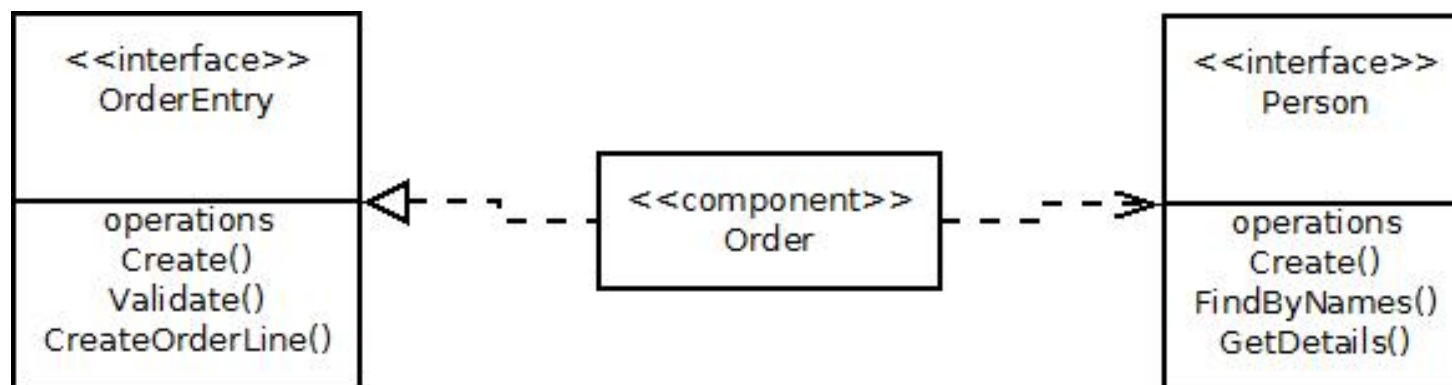 <<interface>>
OrderEntry
operations
Create()
Validate()
CreateOrderLine()
<<component>>
Order
<<interface>>
Person
operations
Create()
FindByNames()
GetDetails()